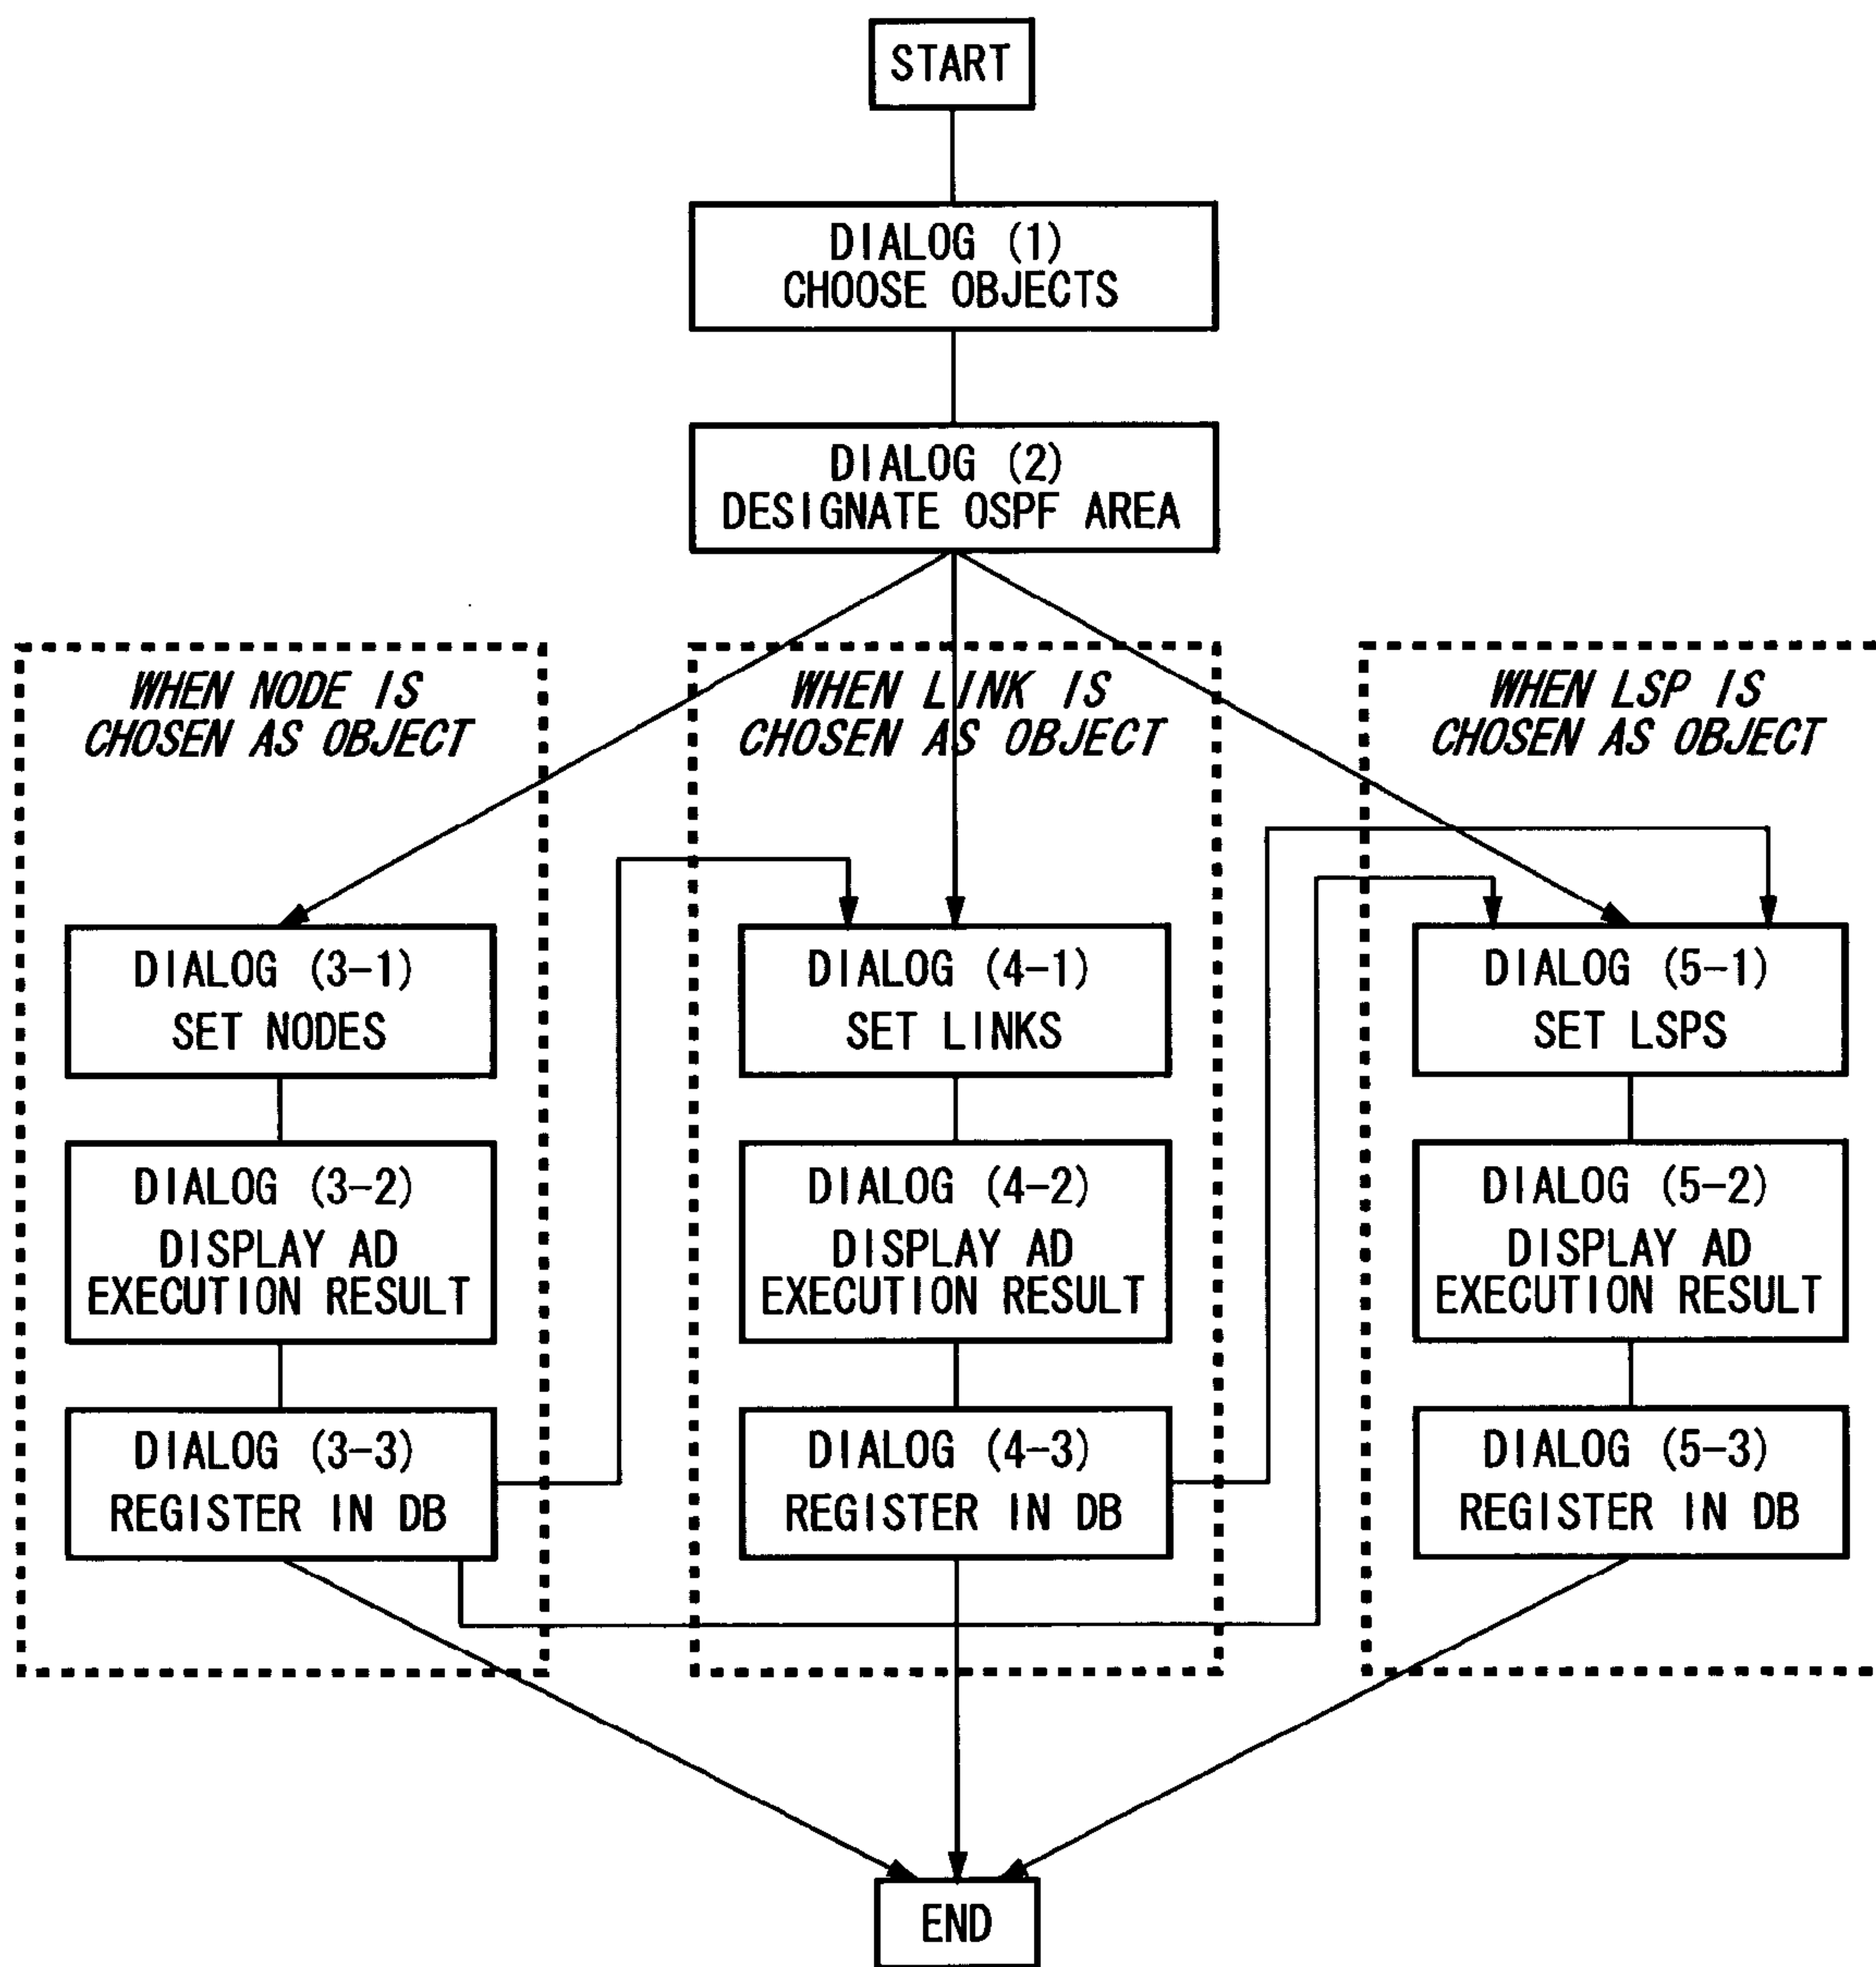 START
DIALOG (1)
CHOOSE OBJECTS
DIALOG (2)
DESIGNATE OSPF AREA
WHEN NODE IS
CHOSEN AS OBJECT
DIALOG (3-1)
SET NODES
DIALOG (3-2)
DISPLAY AD
EXECUTION RESULT
DIALOG (3-3)
REGISTER IN DB
WHEN LINK IS
CHOSEN AS OBJECT
DIALOG (4-1)
SET LINKS
DIALOG (4-2)
DISPLAY AD
EXECUTION RESULT
DIALOG (4-3)
REGISTER IN DB
WHEN LSP IS
CHOSEN AS OBJECT
DIALOG (5-1)
SET LSPS
DIALOG (5-2)
DISPLAY AD
EXECUTION RESULT
DIALOG (5-3)
REGISTER IN DB
END